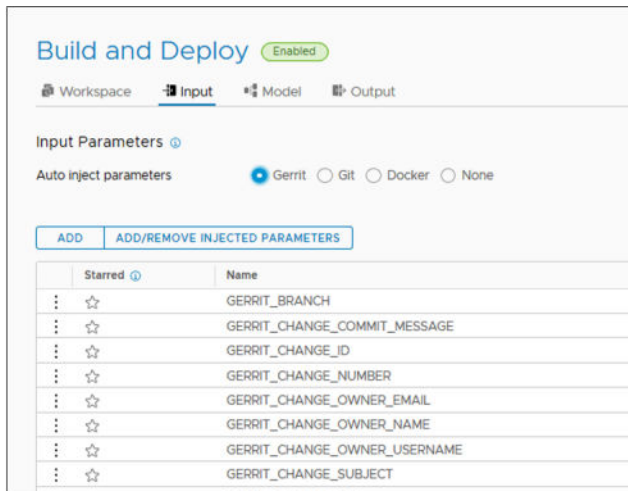 Build and Deploy Enabled
Workspace Input Model Output
Input Parameters
Auto inject parameters Gerrit Git Docker None
ADD ADD/REMOVE INJECTED PARAMETERS
Starred Name
GERRIT_BRANCH
GERRIT_CHANGE_COMMIT_MESSAGE
GERRIT_CHANGE_ID
GERRIT_CHANGE_NUMBER
GERRIT_CHANGE_OWNER_EMAIL
GERRIT_CHANGE_OWNER_NAME
GERRIT_CHANGE_OWNER_USERNAME
GERRIT_CHANGE_SUBJECT